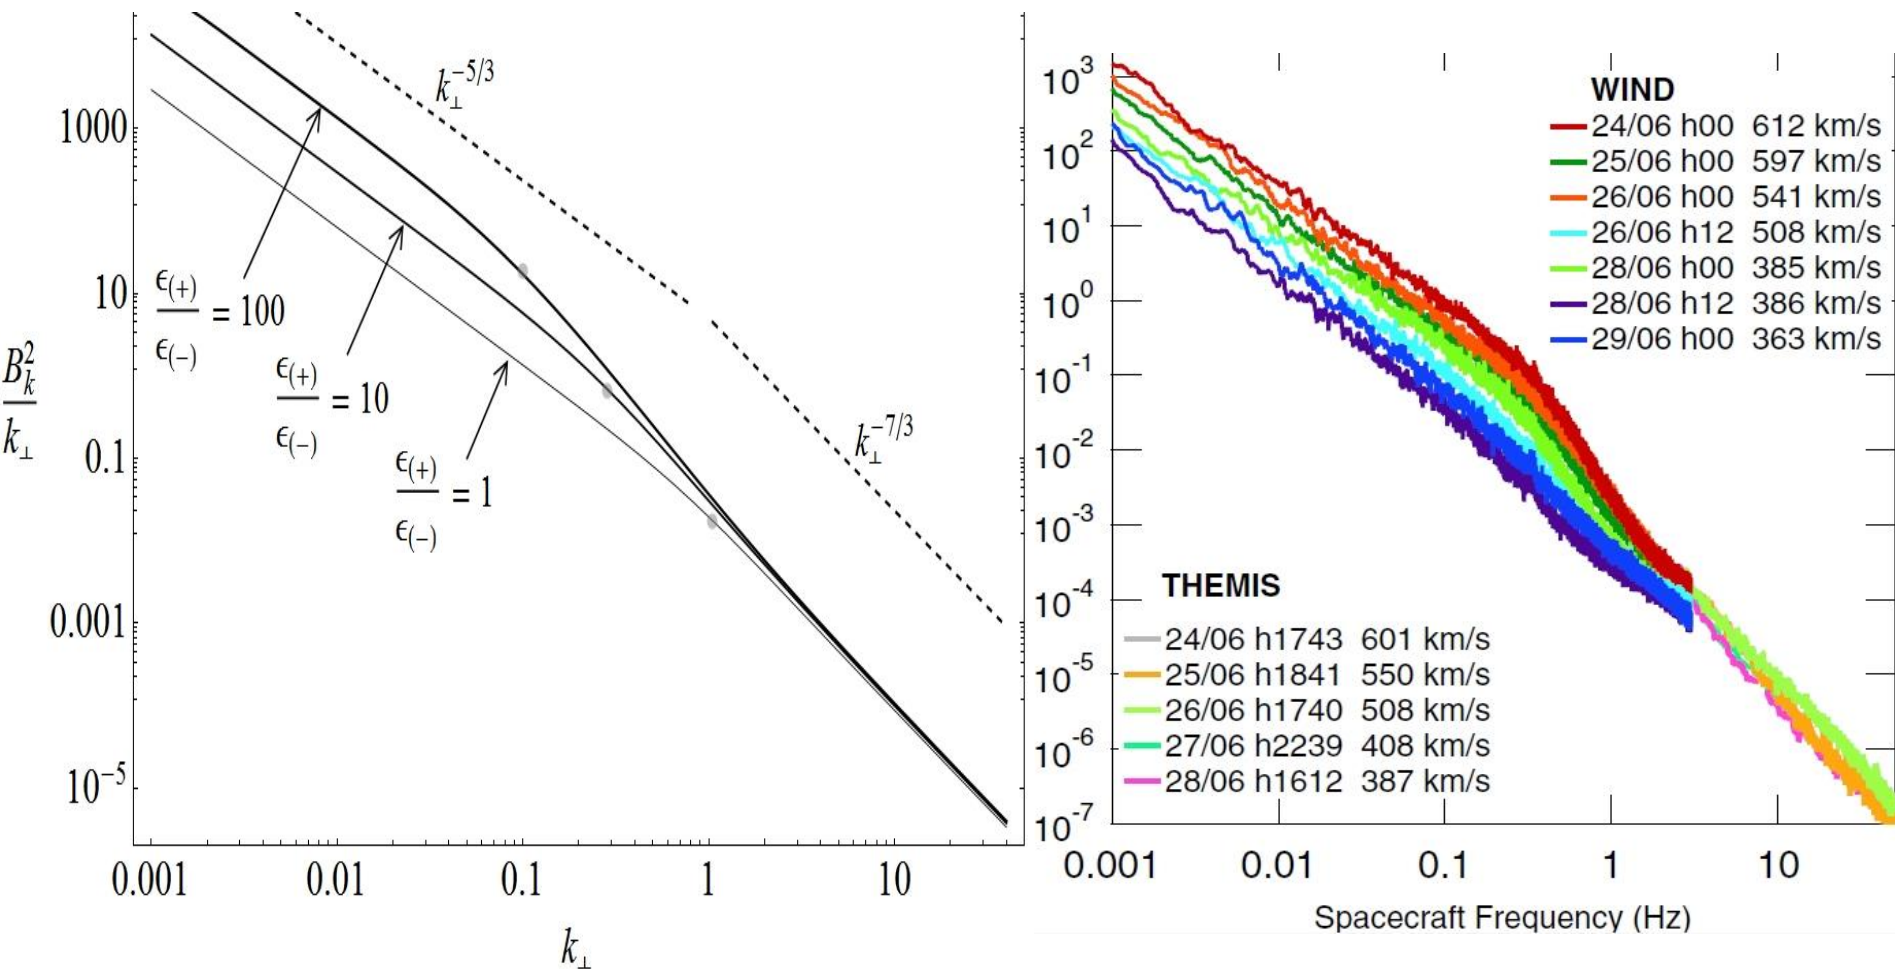 k⊥^-5/3
1000
ϵ(+)
10
= 100
ϵ(−)
ϵ(+)
= 10
ϵ(−)
B²k
k⊥
k⊥^-7/3
0.1
ϵ(+)
= 1
ϵ(−)
0.001
10^-5
0.001 0.01 0.1 1 10
k⊥
10^3
10^2
10^1
10^0
10^-1
10^-2
10^-3
10^-4
10^-5
10^-6
10^-7
WIND
24/06 h00 612 km/s
25/06 h00 597 km/s
26/06 h00 541 km/s
26/06 h12 508 km/s
28/06 h00 385 km/s
28/06 h12 386 km/s
29/06 h00 363 km/s
THEMIS
24/06 h1743 601 km/s
25/06 h1841 550 km/s
26/06 h1740 508 km/s
27/06 h2239 408 km/s
28/06 h1612 387 km/s
0.001 0.01 0.1 1 10
Spacecraft Frequency (Hz)